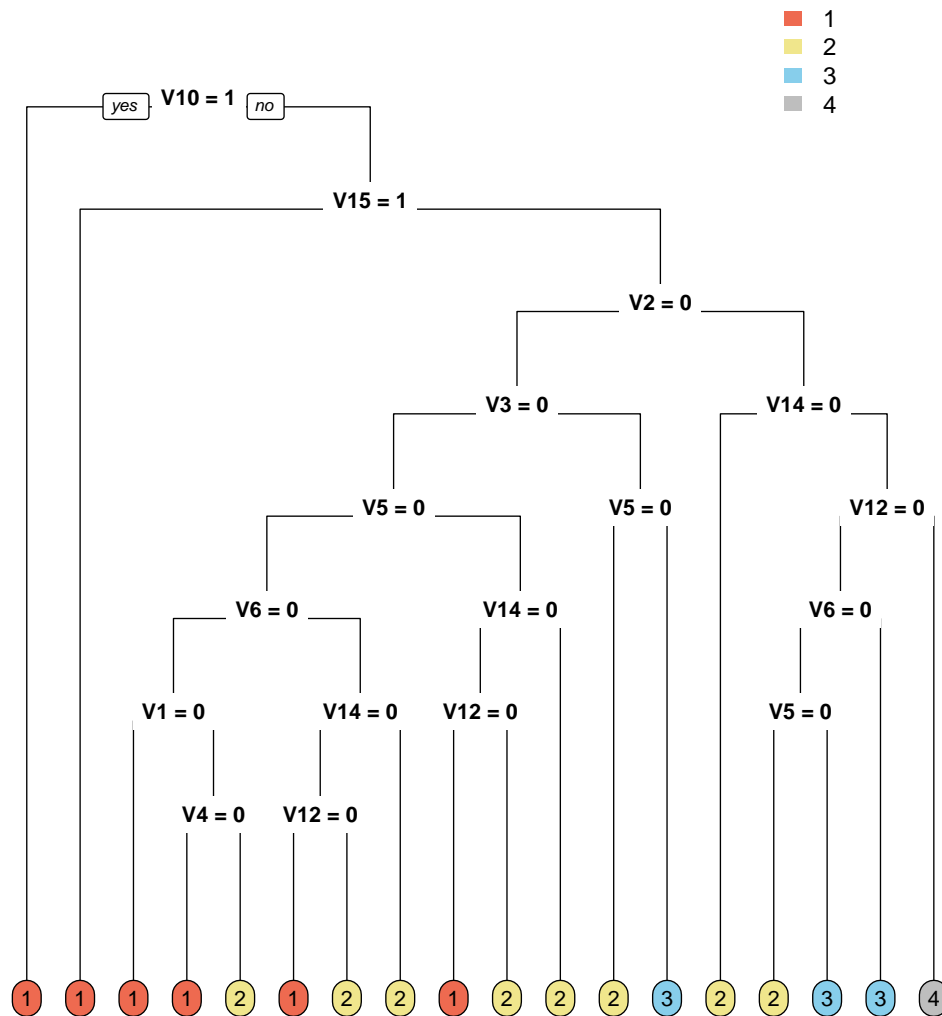 1
2
3
4
yes V10 = 1 no
V15 = 1
V2 = 0
V3 = 0 V14 = 0
V5 = 0 V5 = 0 V12 = 0
V6 = 0 V14 = 0 V6 = 0
V1 = 0 V14 = 0 V12 = 0 V5 = 0
V4 = 0 V12 = 0
1 1 1 1 2 1 2 2 1 2 2 2 3 2 2 3 3 4